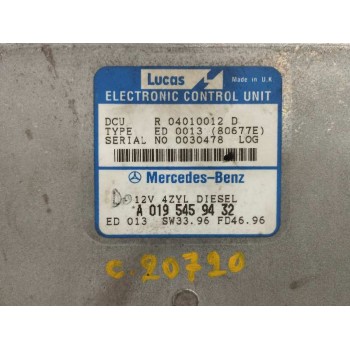 Lucas Made in U.K
ELECTRONIC CONTROL UNIT
DCU R 04010012 D
TYPE ED 0013 (80677E)
SERIAL NO 0030478 LOG
Mercedes-Benz
12V 4ZYL DIESEL
A 019 545 94 32
ED 013 SW33.96 FD46.96
C.20720